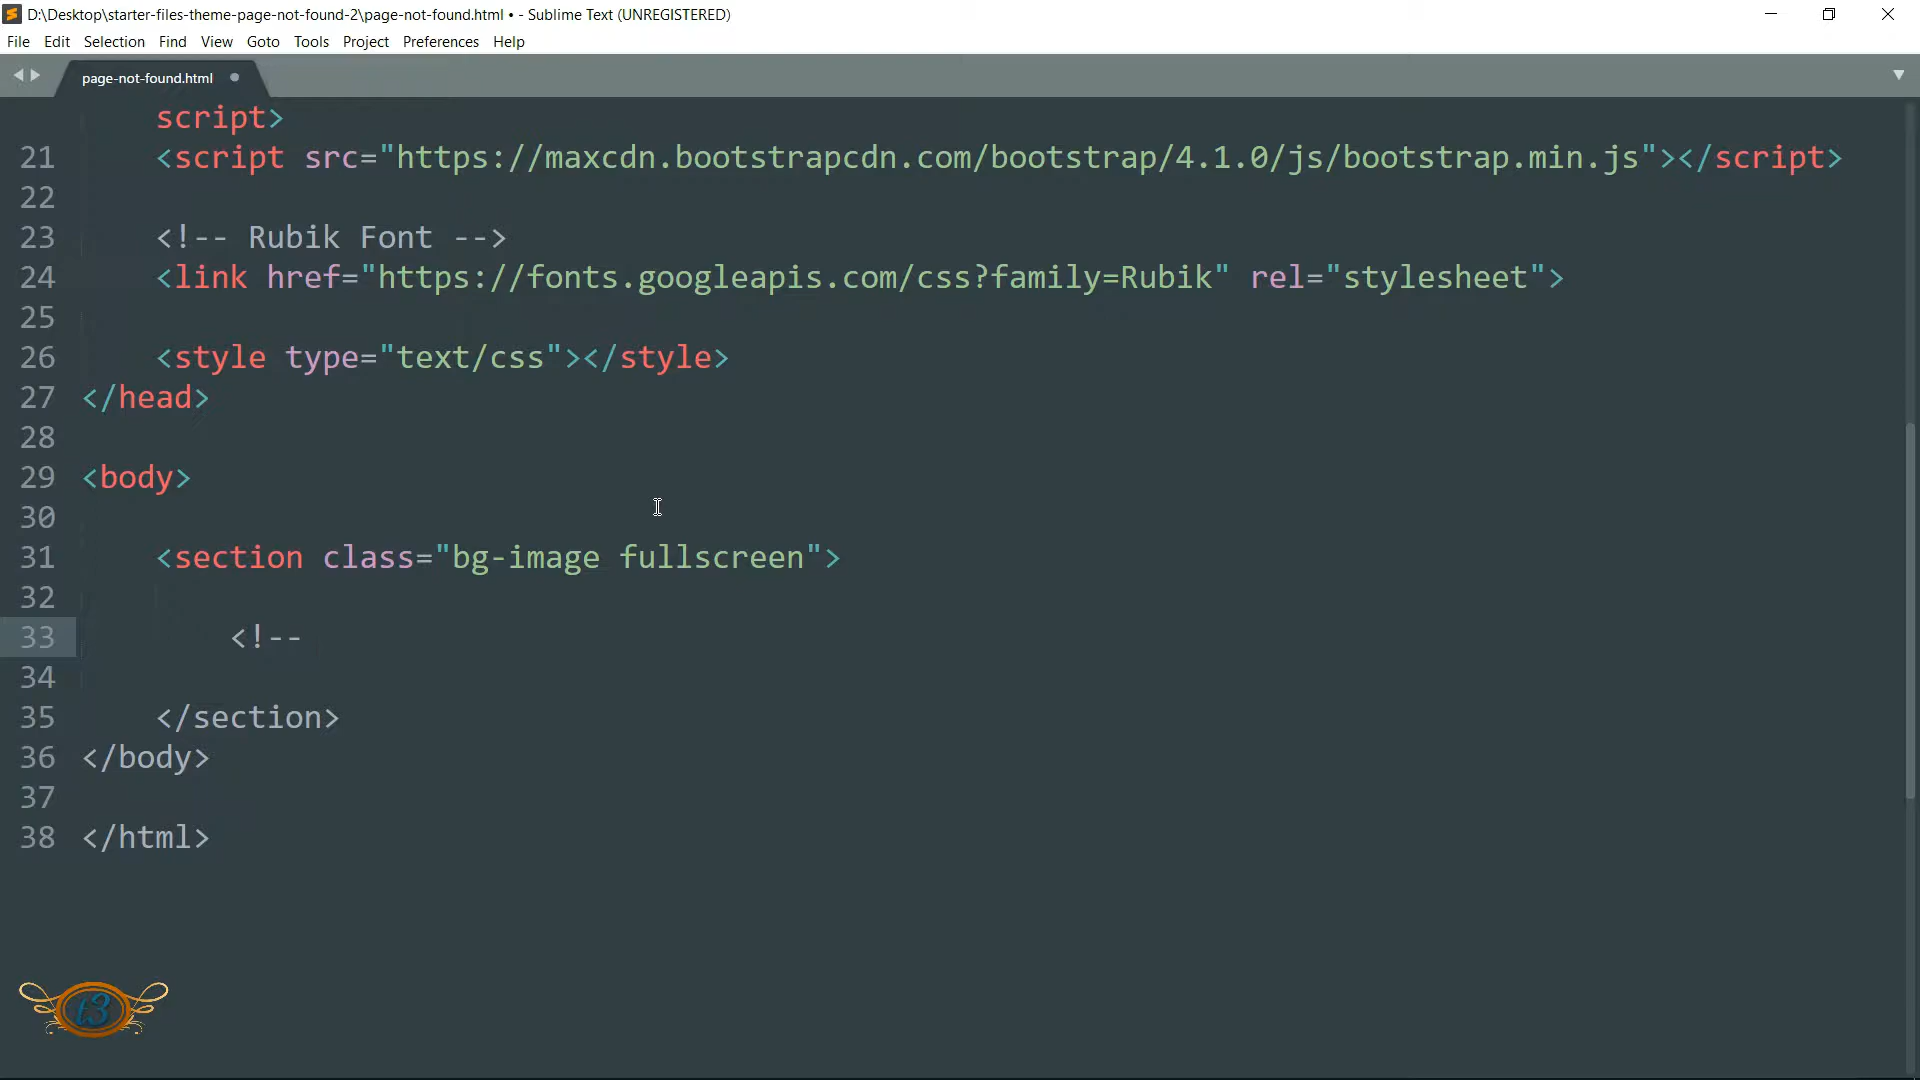 D:\Desktop\starter-files-theme-page-not-found-2\page-not-found.html • - Sublime Text (UNREGISTERED)
File Edit Selection Find View Goto Tools Project Preferences Help
page-not-found.html
script>
21 <script src="https://maxcdn.bootstrapcdn.com/bootstrap/4.1.0/js/bootstrap.min.js"></script>
22
23 <!-- Rubik Font -->
24 <link href="https://fonts.googleapis.com/css?family=Rubik" rel="stylesheet">
25
26 <style type="text/css"></style>
27 </head>
28
29 <body>
30
31 <section class="bg-image fullscreen">
32
33 <!--
34
35 </section>
36 </body>
37
38 </html>
t3